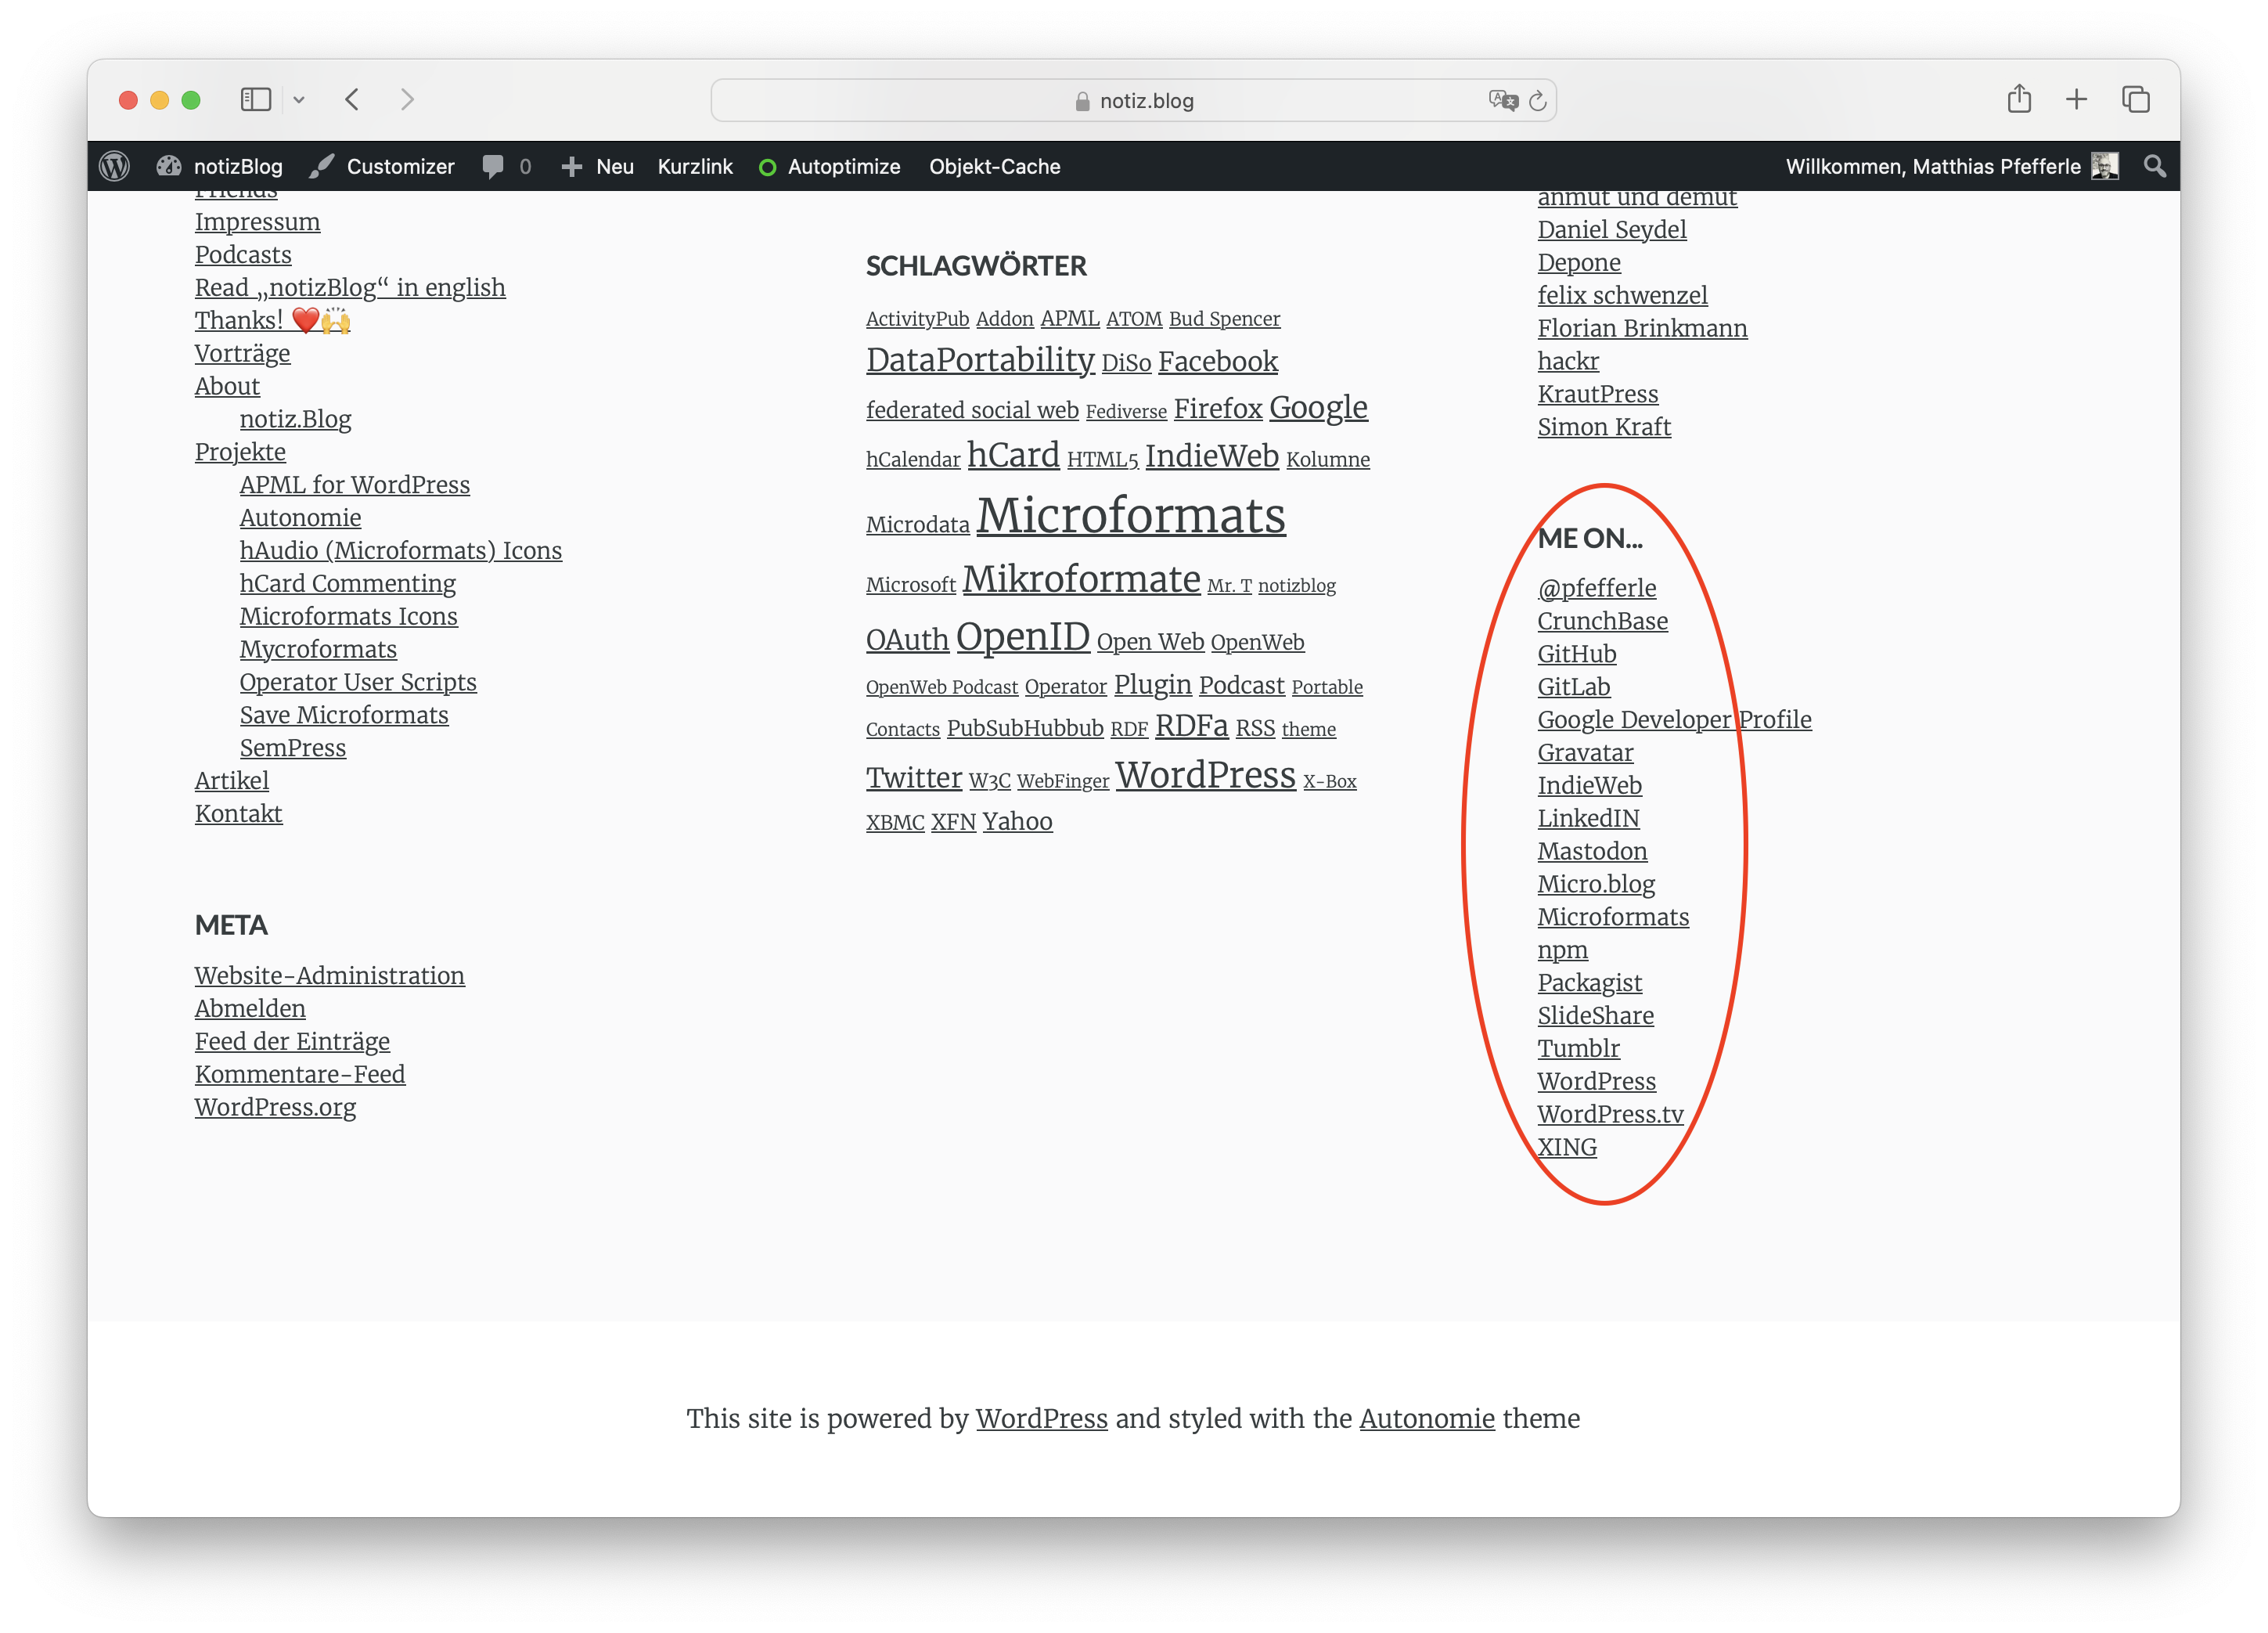 notiz.blog
notizBlog Customizer 0 Neu Kurzlink Autoptimize Objekt-Cache Willkommen, Matthias Pfefferle
Friends
Impressum
Podcasts
Read „notizBlog“ in english
Thanks! ❤️🙌
Vorträge
About
notiz.Blog
Projekte
APML for WordPress
Autonomie
hAudio (Microformats) Icons
hCard Commenting
Microformats Icons
Mycroformats
Operator User Scripts
Save Microformats
SemPress
Artikel
Kontakt
META
Website-Administration
Abmelden
Feed der Einträge
Kommentare-Feed
WordPress.org
SCHLAGWÖRTER
ActivityPub Addon APML ATOM Bud Spencer
DataPortability DiSo Facebook
federated social web Fediverse Firefox Google
hCalendar hCard HTML5 IndieWeb Kolumne
Microdata Microformats
Microsoft Mikroformate Mr. T notizblog
OAuth OpenID Open Web OpenWeb
OpenWeb Podcast Operator Plugin Podcast Portable
Contacts PubSubHubbub RDF RDFa RSS theme
Twitter W3C WebFinger WordPress X-Box
XBMC XFN Yahoo
anmut und demut
Daniel Seydel
Depone
felix schwenzel
Florian Brinkmann
hackr
KrautPress
Simon Kraft
ME ON...
@pfefferle
CrunchBase
GitHub
GitLab
Google Developer Profile
Gravatar
IndieWeb
LinkedIN
Mastodon
Micro.blog
Microformats
npm
Packagist
SlideShare
Tumblr
WordPress
WordPress.tv
XING
This site is powered by WordPress and styled with the Autonomie theme